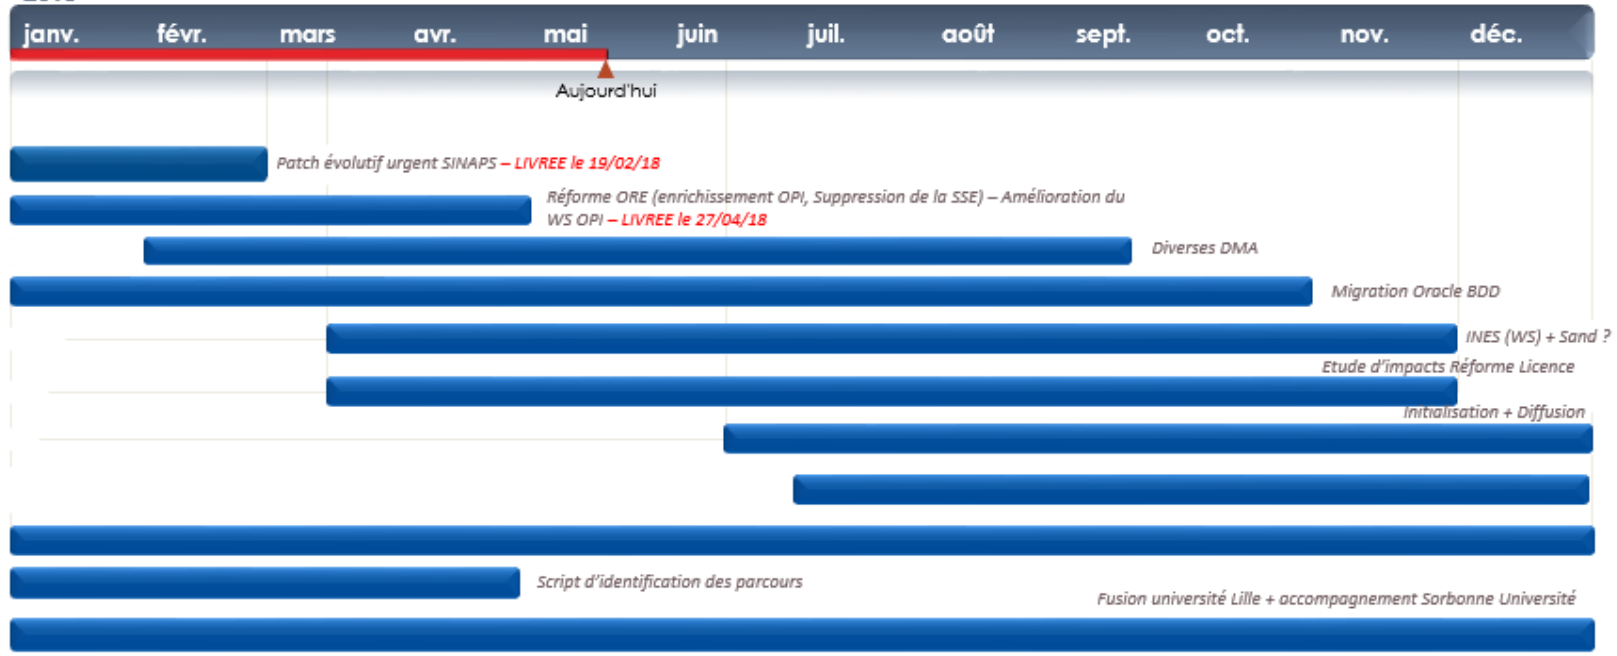 janv. févr. mars avr. mai juin juil. août sept. oct. nov. déc.
Aujourd'hui
Patch évolutif urgent SINAPS – LIVREE le 19/02/18
Réforme ORE (enrichissement OPI, Suppression de la SSE) – Amélioration du
WS OPI – LIVREE le 27/04/18
Diverses DMA
Migration Oracle BDD
INES (WS) + Sand ?
Etude d'impacts Réforme Licence
Initialisation + Diffusion
Script d'identification des parcours
Fusion université Lille + accompagnement Sorbonne Université